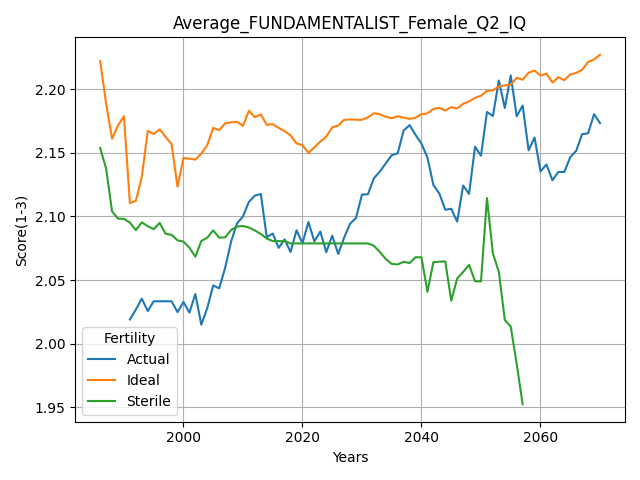 Average_FUNDAMENTALIST_Female_Q2_IQ
Score(1-3)
2.20
2.15
2.10
2.05
2.00
1.95
Fertility
Actual
Ideal
Sterile
2000 2020 2040 2060
Years